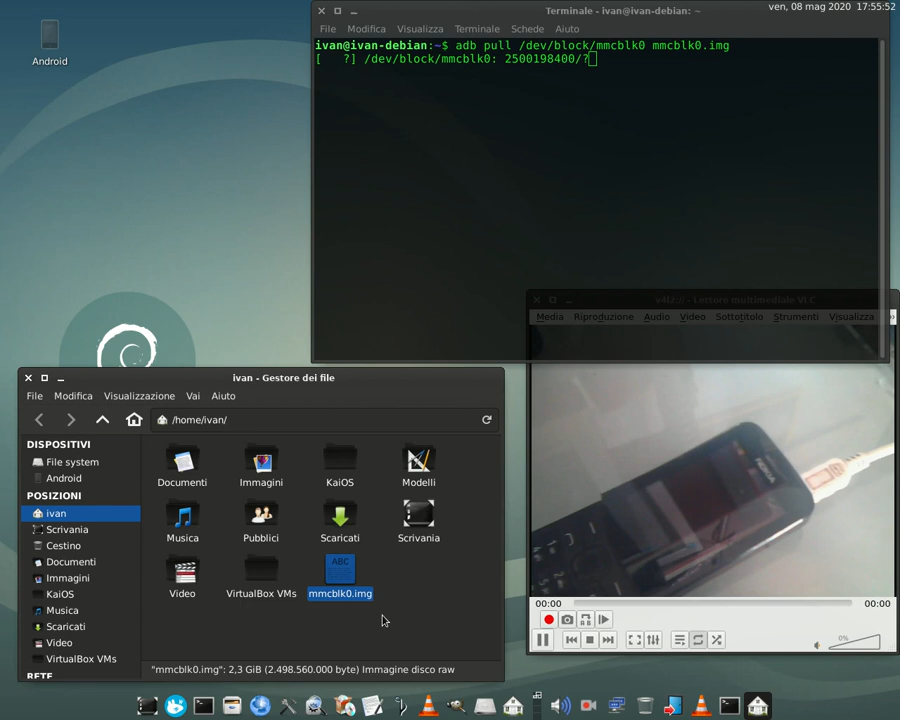 ven, 08 mag 2020 17:55:52
Android
Terminale - ivan@ivan-debian: ~
File Modifica Visualizza Terminale Schede Aiuto
ivan@ivan-debian:~$ adb pull /dev/block/mmcblk0 mmcblk0.img
[ ?] /dev/block/mmcblk0: 2500198400/?
v4l2:// - Lettore multimediale VLC
Media Riproduzione Audio Video Sottotitolo Strumenti Visualizza »
NOKIA
00:00 00:00
0%
ivan - Gestore dei file
File Modifica Visualizzazione Vai Aiuto
/home/ivan/
DISPOSITIVI
File system
Android
POSIZIONI
ivan
Scrivania
Cestino
Documenti
Immagini
KaiOS
Musica
Scaricati
Video
VirtualBox VMs
RETE
Documenti Immagini KaiOS Modelli
Musica Pubblici Scaricati Scrivania
ABC
Video VirtualBox VMs mmcblk0.img
"mmcblk0.img": 2,3 GiB (2.498.560.000 byte) Immagine disco raw